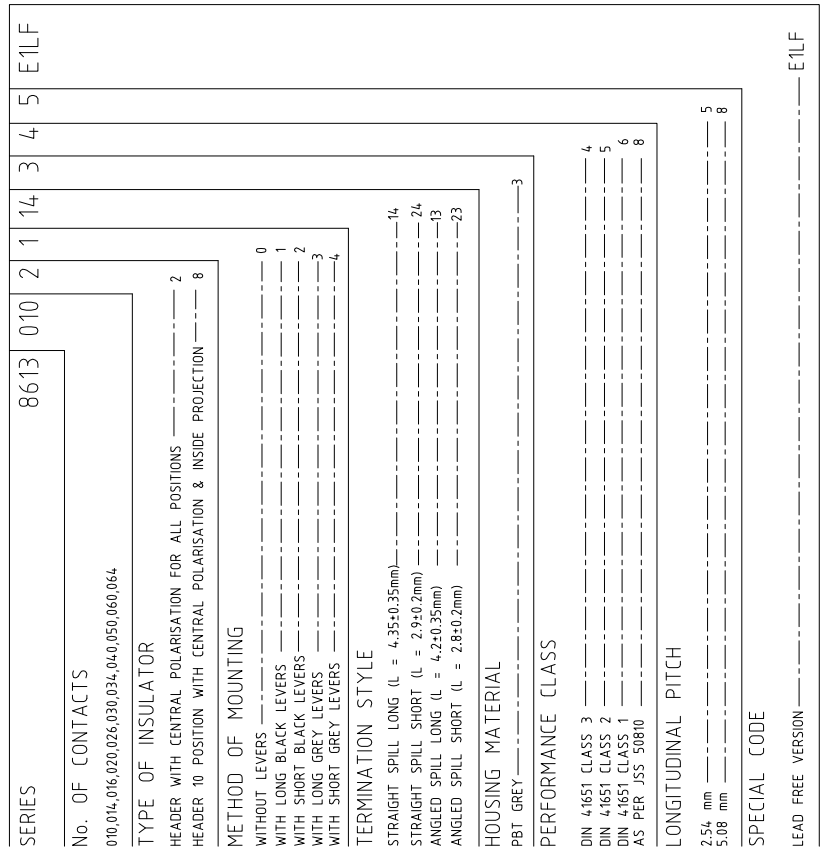 SERIES 8613 010 2 1 14 3 4 5 E1LF
No. OF CONTACTS
010,014,016,020,026,030,034,040,050,060,064
TYPE OF INSULATOR
HEADER WITH CENTRAL POLARISATION FOR ALL POSITIONS 2
HEADER 10 POSITION WITH CENTRAL POLARISATION & INSIDE PROJECTION 8
METHOD OF MOUNTING
WITHOUT LEVERS 0
WITH LONG BLACK LEVERS 1
WITH SHORT BLACK LEVERS 2
WITH LONG GREY LEVERS 3
WITH SHORT GREY LEVERS 4
TERMINATION STYLE
STRAIGHT SPILL LONG (L = 4.35±0.35mm) 14
STRAIGHT SPILL SHORT (L = 2.9±0.2mm) 24
ANGLED SPILL LONG (L = 4.2±0.35mm) 13
ANGLED SPILL SHORT (L = 2.8±0.2mm) 23
HOUSING MATERIAL
PBT GREY 3
PERFORMANCE CLASS
DIN 41651 CLASS 3 4
DIN 41651 CLASS 2 5
DIN 41651 CLASS 1 6
AS PER JSS 50810 8
LONGITUDINAL PITCH
2.54 mm 5
5.08 mm 8
SPECIAL CODE
LEAD FREE VERSION E1LF